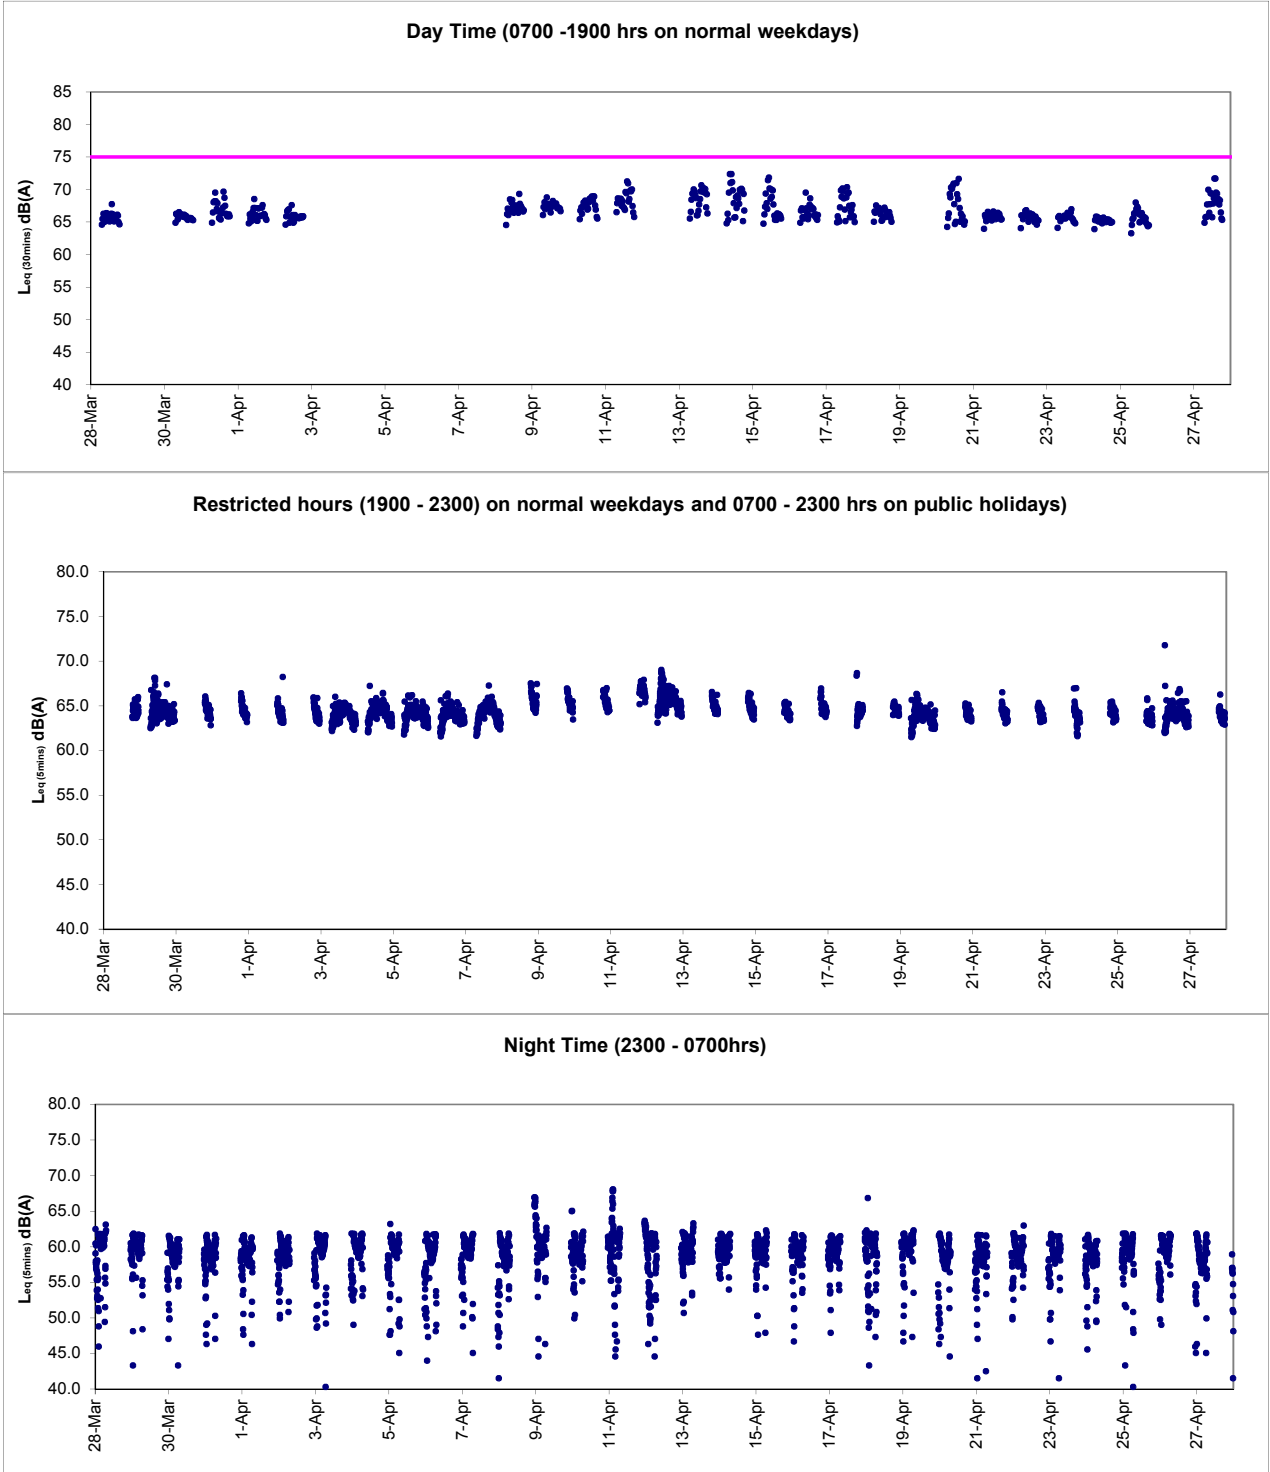 Day Time (0700 -1900 hrs on normal weekdays)
85
80
75
70
65
60
55
50
45
40
Leq (30mins) dB(A)
28-Mar
30-Mar
1-Apr
3-Apr
5-Apr
7-Apr
9-Apr
11-Apr
13-Apr
15-Apr
17-Apr
19-Apr
21-Apr
23-Apr
25-Apr
27-Apr
Restricted hours (1900 - 2300) on normal weekdays and 0700 - 2300 hrs on public holidays)
80.0
75.0
70.0
65.0
60.0
55.0
50.0
45.0
40.0
Leq (5mins) dB(A)
28-Mar
30-Mar
1-Apr
3-Apr
5-Apr
7-Apr
9-Apr
11-Apr
13-Apr
15-Apr
17-Apr
19-Apr
21-Apr
23-Apr
25-Apr
27-Apr
Night Time (2300 - 0700hrs)
80.0
75.0
70.0
65.0
60.0
55.0
50.0
45.0
40.0
Leq (5mins) dB(A)
28-Mar
30-Mar
1-Apr
3-Apr
5-Apr
7-Apr
9-Apr
11-Apr
13-Apr
15-Apr
17-Apr
19-Apr
21-Apr
23-Apr
25-Apr
27-Apr